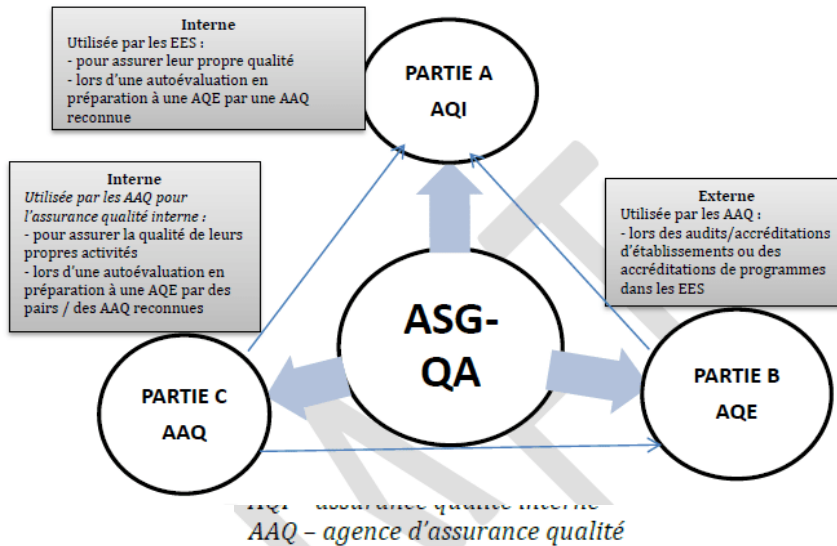 Interne
Utilisée par les EES :
- pour assurer leur propre qualité
- lors d'une autoévaluation en
préparation à une AQE par une AAQ
reconnue
PARTIE A
AQI
Interne
Utilisée par les AAQ pour
l'assurance qualité interne :
- pour assurer la qualité de leurs
propres activités
- lors d'une autoévaluation en
préparation à une AQE par des
pairs / des AAQ reconnues
Externe
Utilisée par les AAQ :
- lors des audits/accréditations
d'établissements ou des
accréditations de programmes
dans les EES
ASG-
QA
PARTIE C
AAQ
PARTIE B
AQE
AQI – assurance qualité interne
AAQ – agence d'assurance qualité